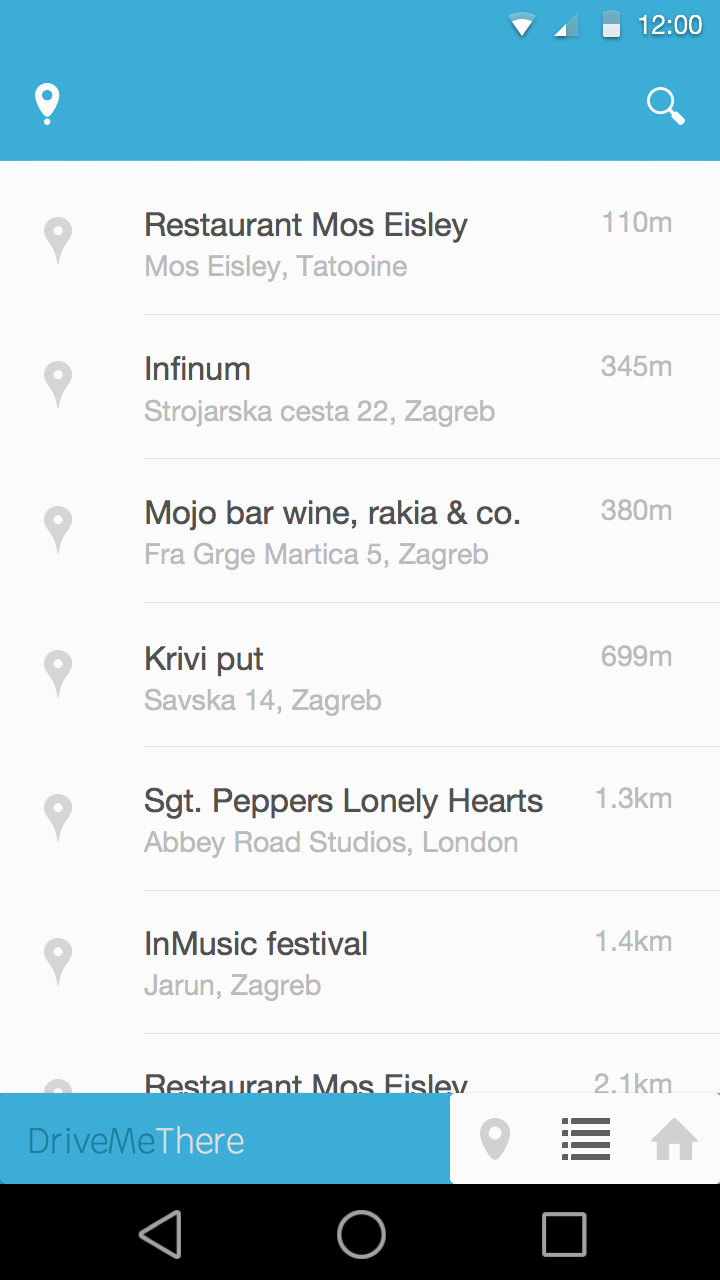 12:00
Restaurant Mos Eisley 110m
Mos Eisley, Tatooine
Infinum 345m
Strojarska cesta 22, Zagreb
Mojo bar wine, rakia & co. 380m
Fra Grge Martica 5, Zagreb
Krivi put 699m
Savska 14, Zagreb
Sgt. Peppers Lonely Hearts 1.3km
Abbey Road Studios, London
InMusic festival 1.4km
Jarun, Zagreb
Restaurant Mos Eisley 2.1km
DriveMeThere